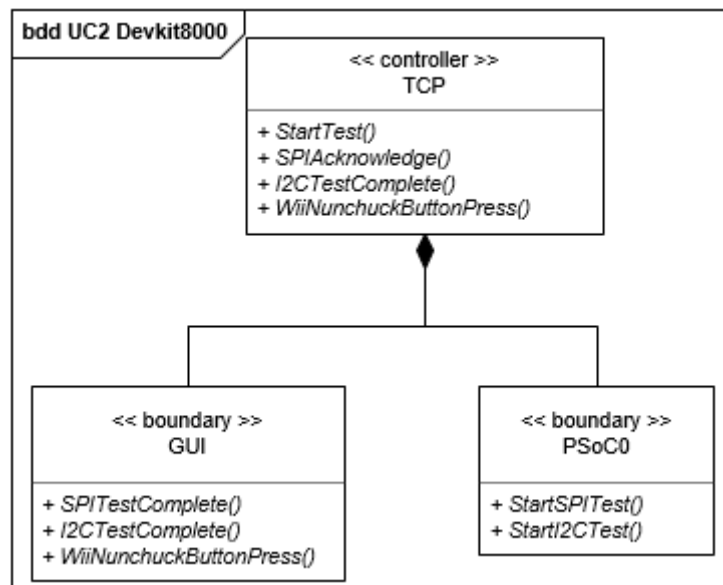 bdd UC2 Devkit8000
<< controller >>
TCP
+ StartTest()
+ SPIAcknowledge()
+ I2CTestComplete()
+ WiiNunchuckButtonPress()
<< boundary >>
GUI
+ SPITestComplete()
+ I2CTestComplete()
+ WiiNunchuckButtonPress()
<< boundary >>
PSoC0
+ StartSPITest()
+ StartI2CTest()